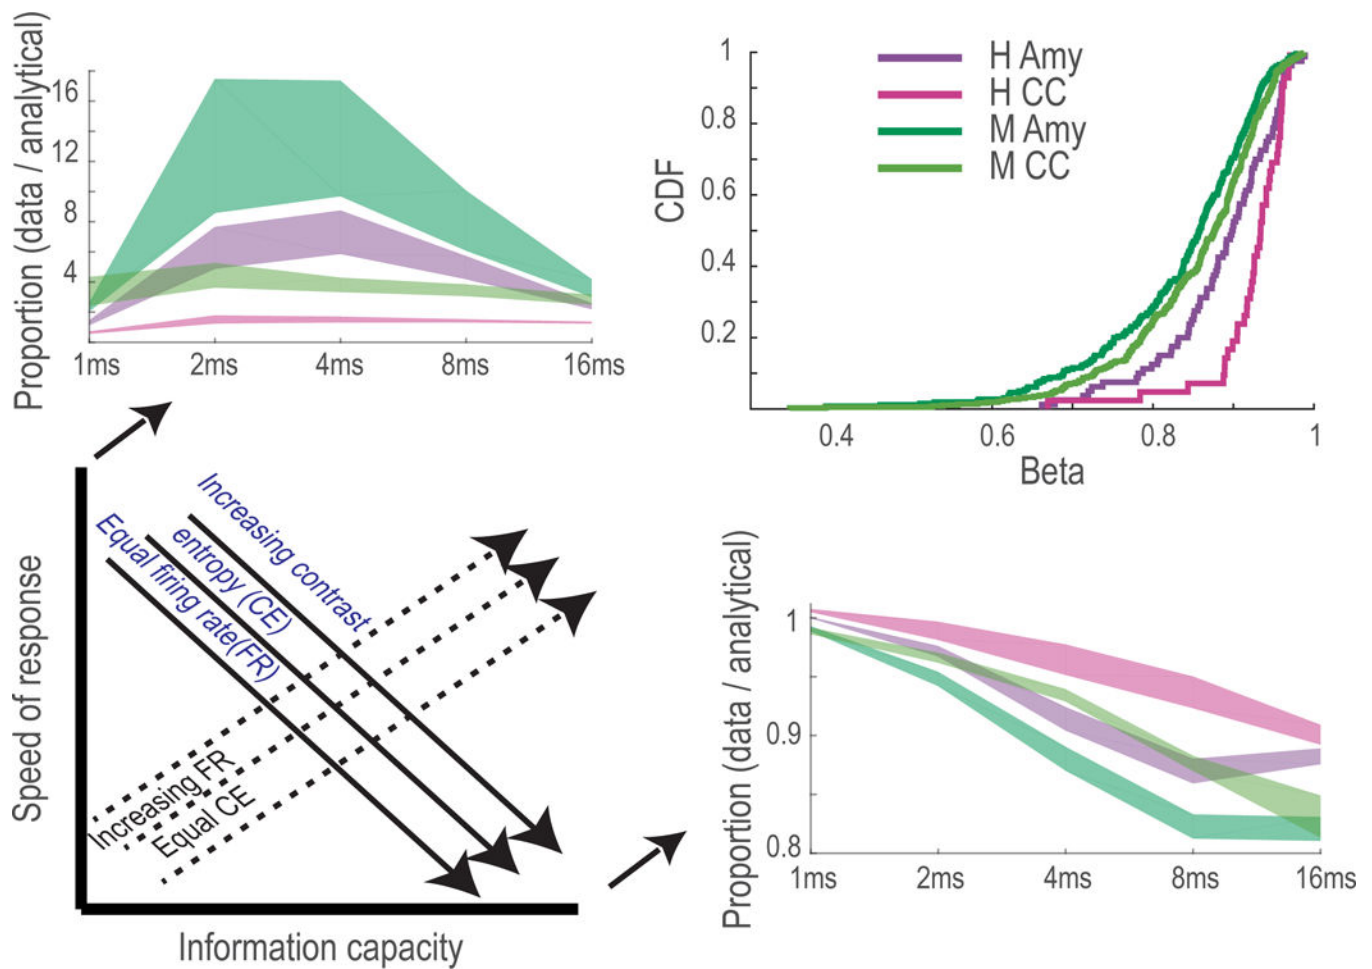 Proportion (data / analytical)
16
12
8
4
1ms
2ms
4ms
8ms
16ms
CDF
1
0.8
0.6
0.4
0.2
H Amy
H CC
M Amy
M CC
0.4
0.6
0.8
1
Beta
Speed of response
Increasing contrast
entropy (CE)
Equal firing rate(FR)
Increasing FR
Equal CE
Information capacity
Proportion (data / analytical)
1
0.9
0.8
1ms
2ms
4ms
8ms
16ms